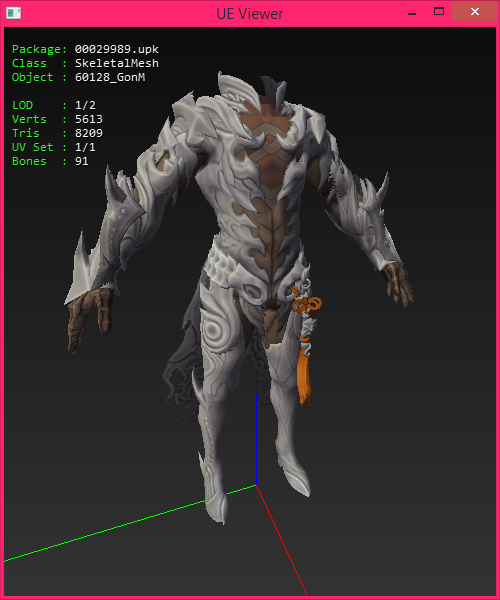 UE Viewer
Package: 00029989.upk
Class : SkeletalMesh
Object : 60128_GonM
LOD : 1/2
Verts : 5613
Tris : 8209
UV Set : 1/1
Bones : 91